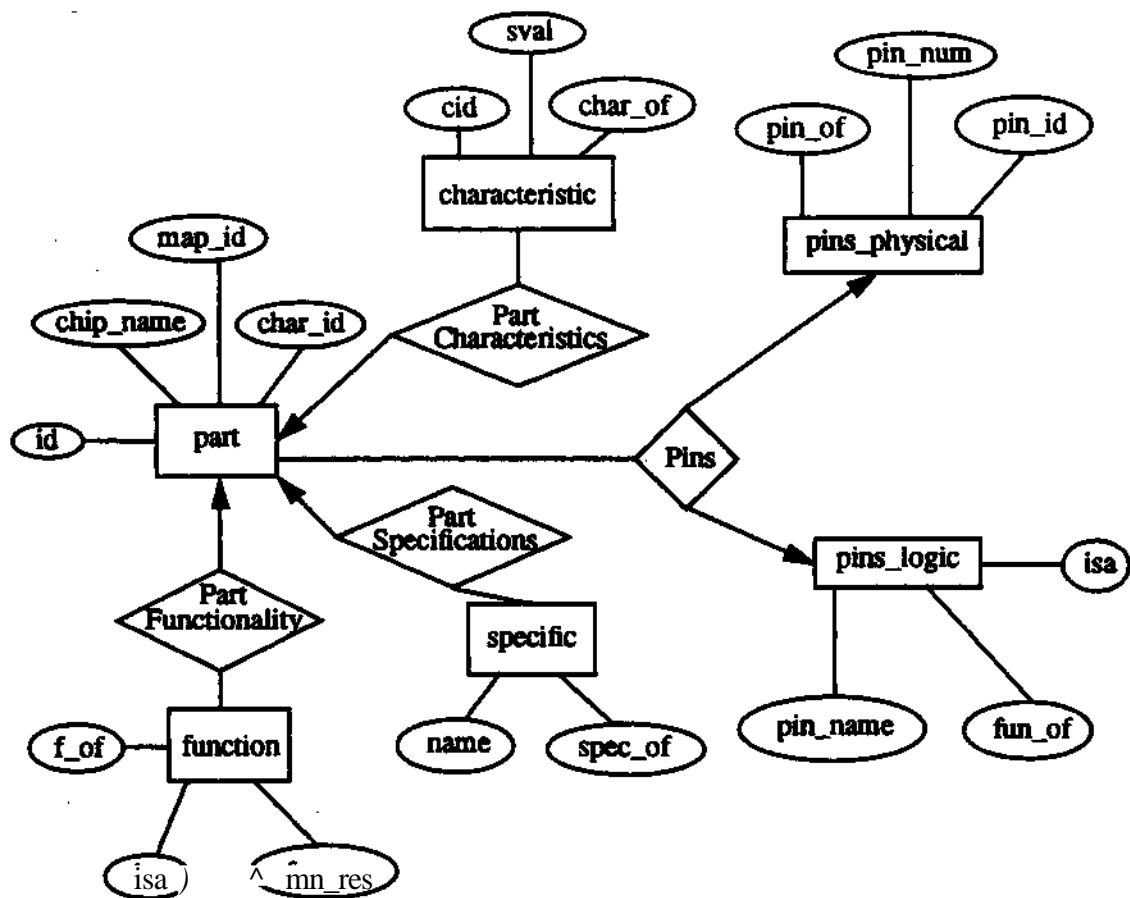 sval
pin_num
cid
char_of
pin_of
pin_id
characteristic
map_id
pins_physical
chip_name
char_id
Part
Characteristics
id
part
Pins
Part
Specifications
pins_logic
isa
Part
Functionality
specific
f_of
function
name
spec_of
pin_name
fun_of
isa )
^ mn_res